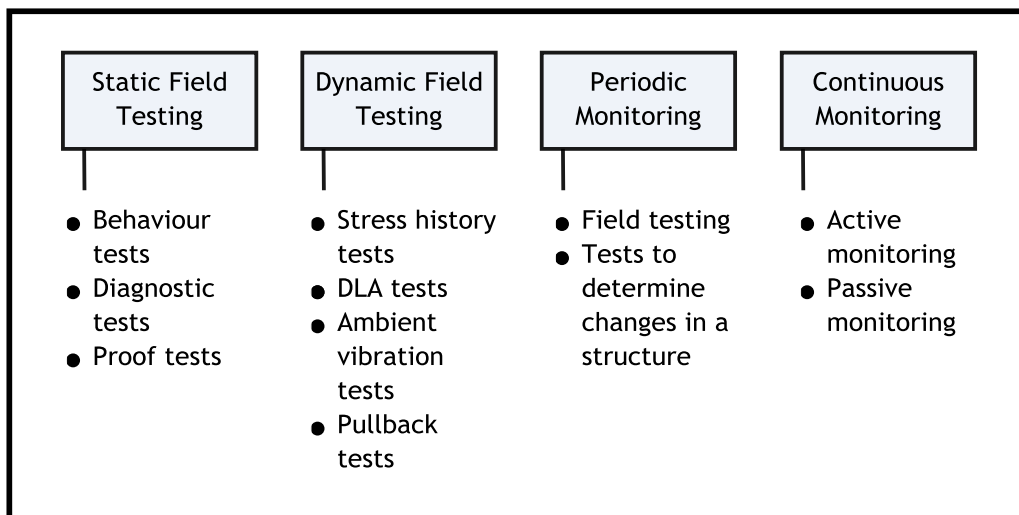 Static Field
Testing
Behaviour
tests
Diagnostic
tests
Proof tests
Dynamic Field
Testing
Stress history
tests
DLA tests
Ambient
vibration
tests
Pullback
tests
Periodic
Monitoring
Field testing
Tests to
determine
changes in a
structure
Continuous
Monitoring
Active
monitoring
Passive
monitoring